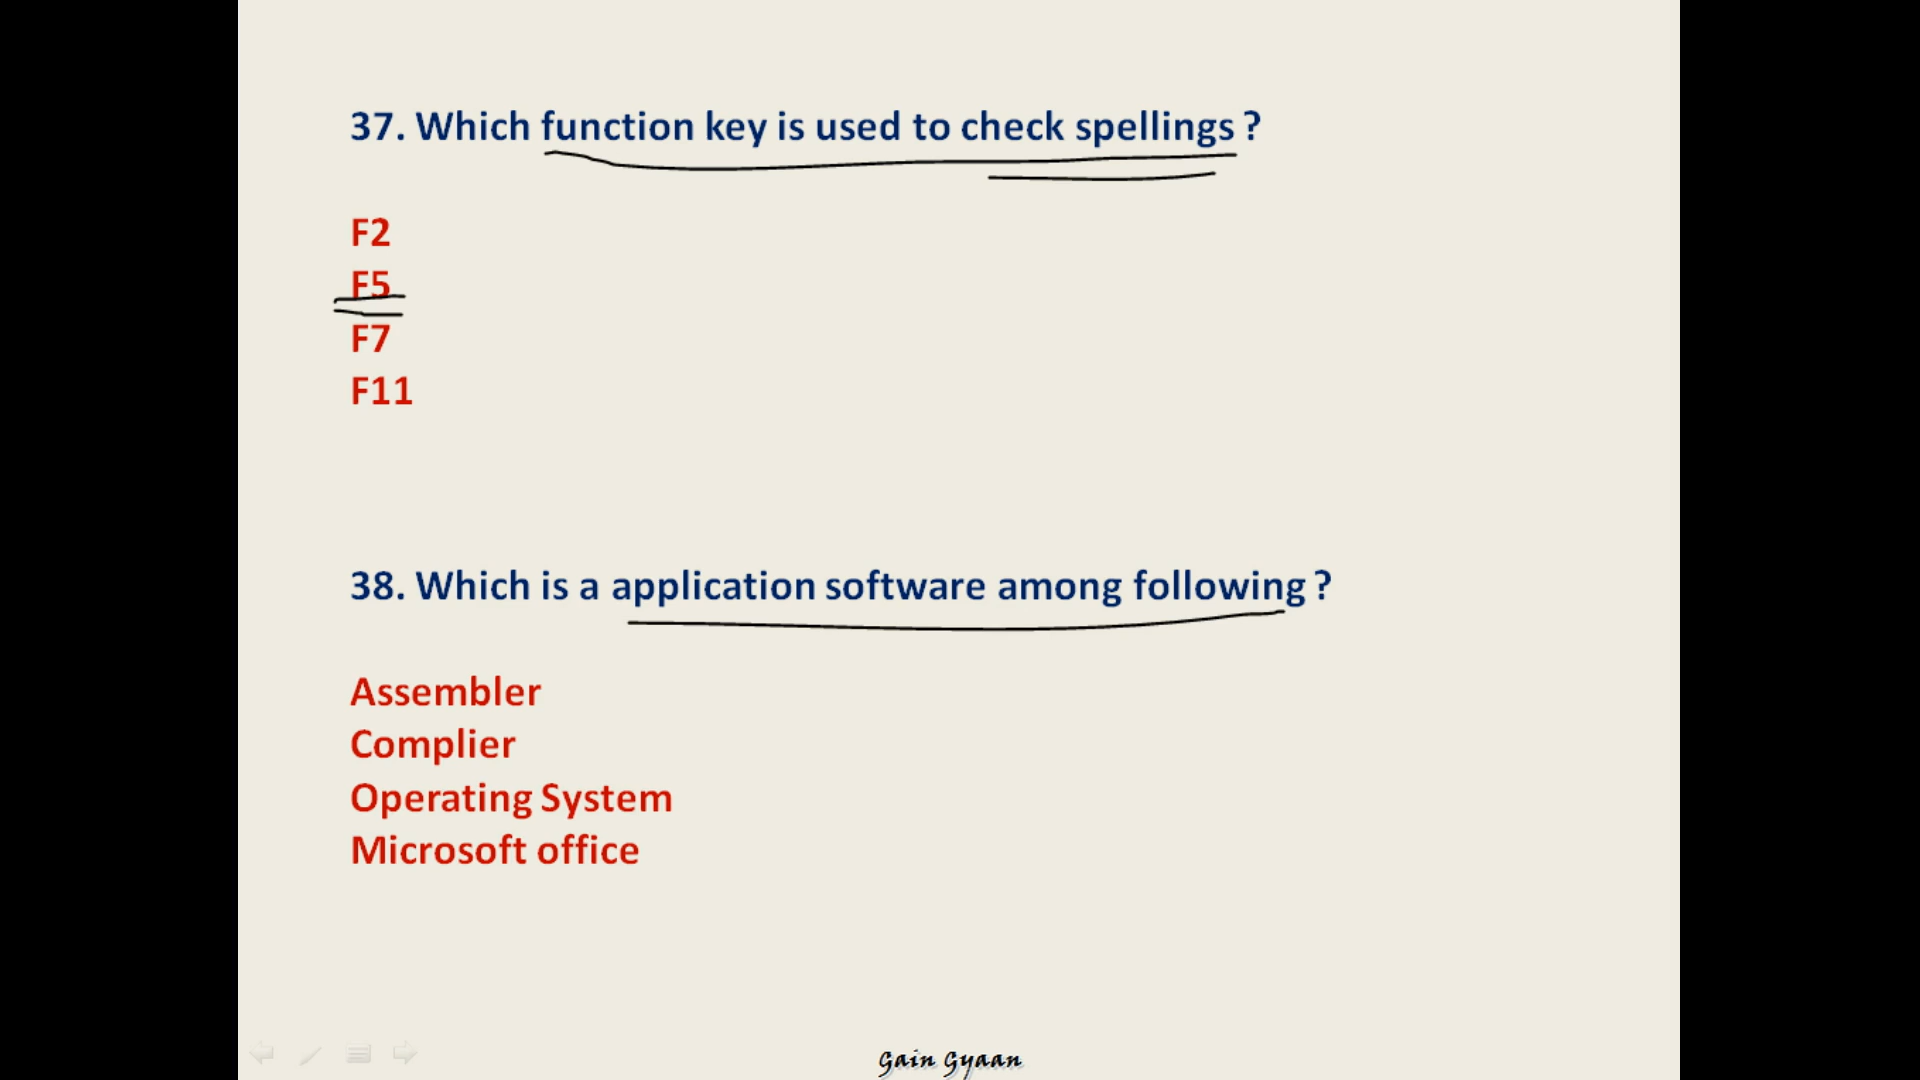 37. Which function key is used to check spellings ?
F2
F5
F7
F11
38. Which is a application software among following ?
Assembler
Complier
Operating System
Microsoft office
Gain Gyaan